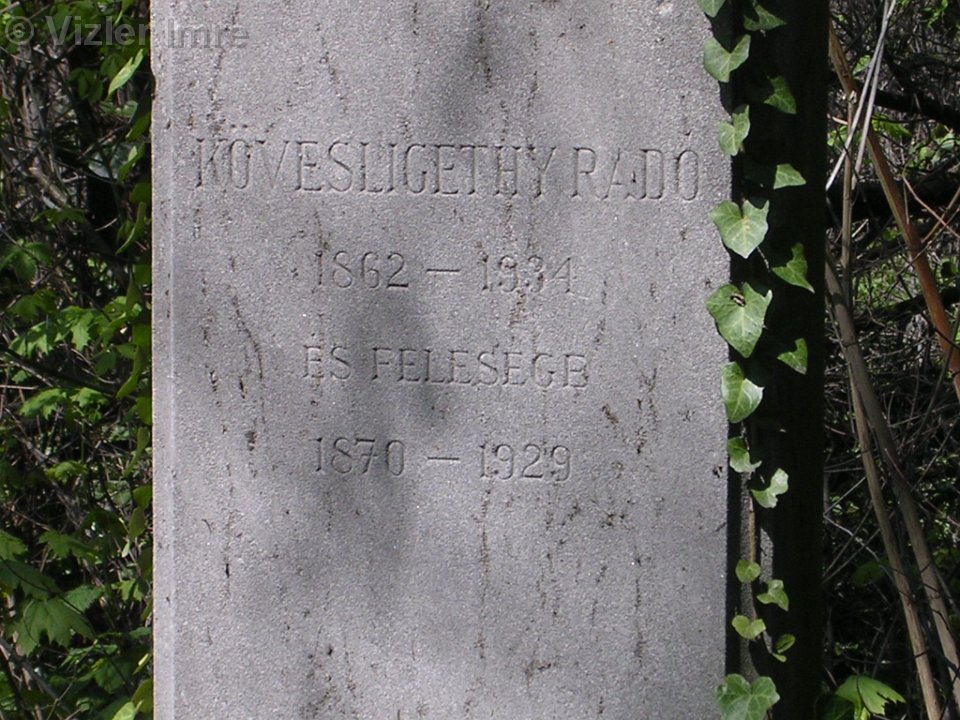 © Vizler Imre
KÖVESLIGETHY RADÓ
1862 — 1934
ÉS FELESÉGE
1870 — 1929